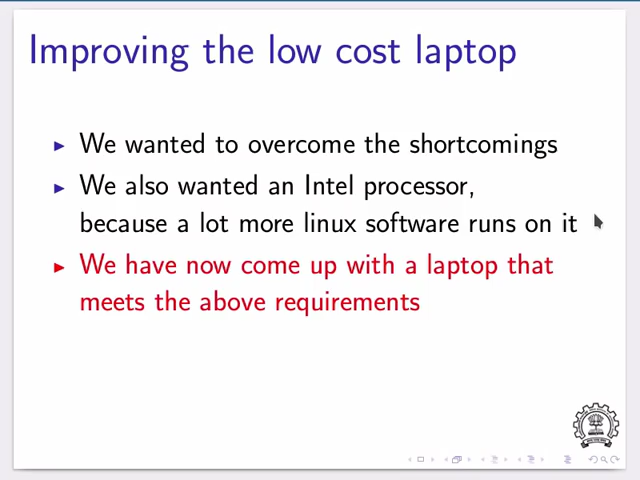 Improving the low cost laptop
We wanted to overcome the shortcomings
We also wanted an Intel processor,
because a lot more linux software runs on it
We have now come up with a laptop that
meets the above requirements